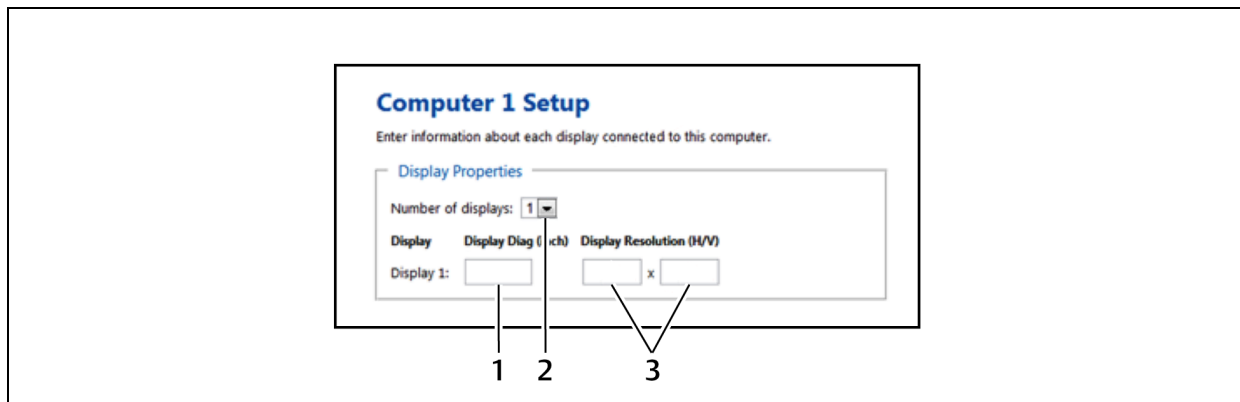 Computer 1 Setup
Enter information about each display connected to this computer.
Display Properties
Number of displays: 1
Display Display Diag (inch) Display Resolution (H/V)
Display 1: x
1 2 3